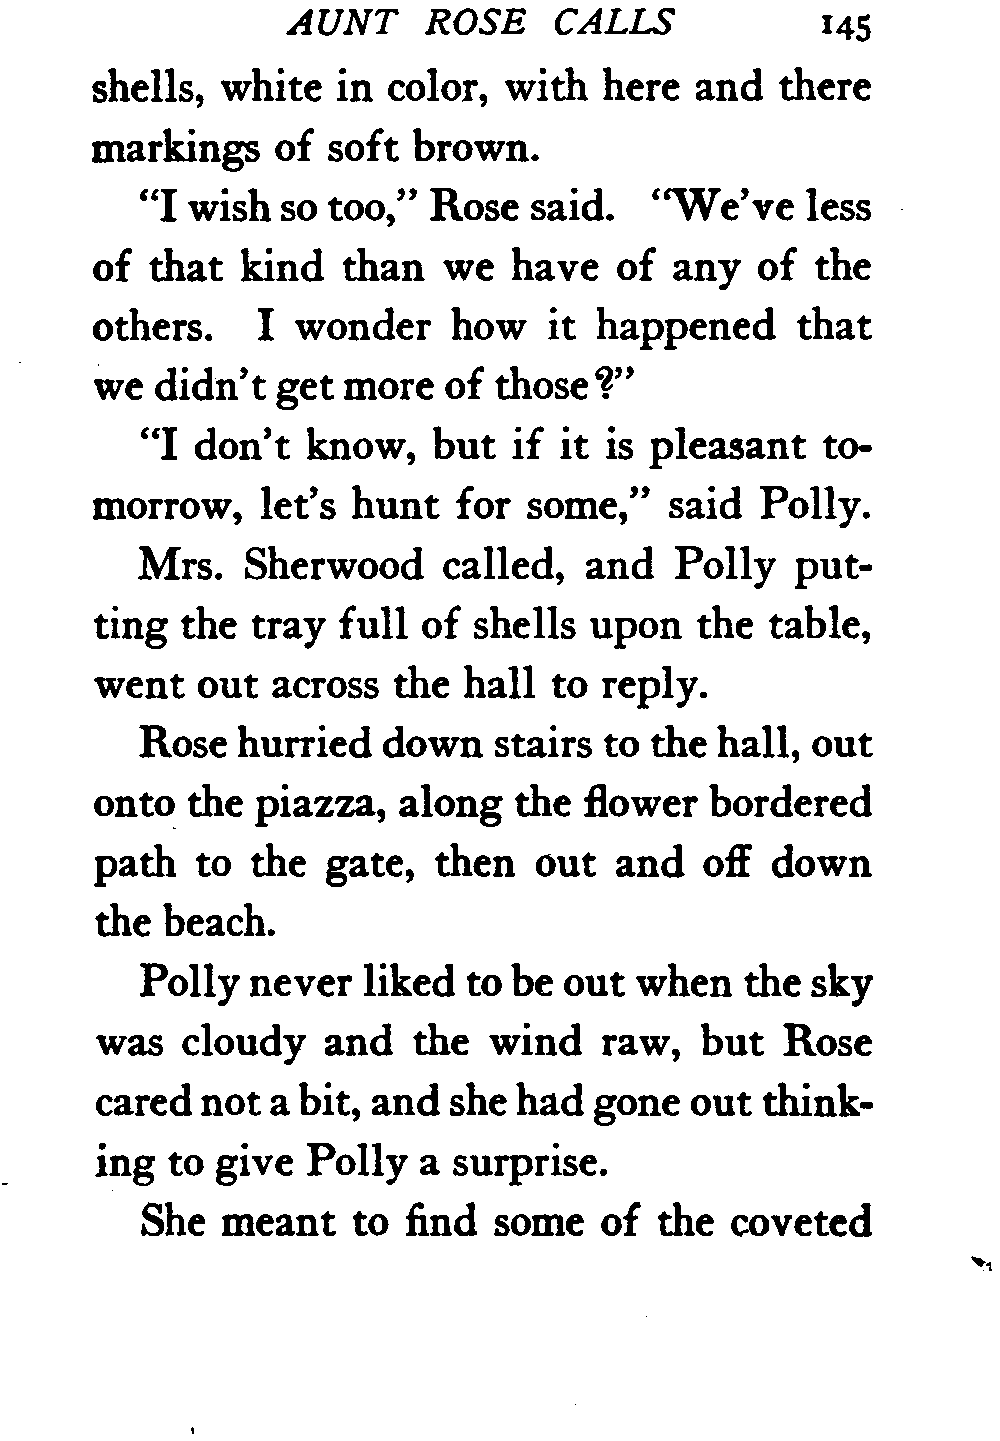 AUNT ROSE CALLS 145
shells, white in color, with here and there
markings of soft brown.
"I wish so too," Rose said. "We've less
of that kind than we have of any of the
others. I wonder how it happened that
we didn't get more of those?"
"I don't know, but if it is pleasant to-
morrow, let's hunt for some," said Polly.
Mrs. Sherwood called, and Polly put-
ting the tray full of shells upon the table,
went out across the hall to reply.
Rose hurried down stairs to the hall, out
onto the piazza, along the flower bordered
path to the gate, then out and off down
the beach.
Polly never liked to be out when the sky
was cloudy and the wind raw, but Rose
cared not a bit, and she had gone out think-
ing to give Polly a surprise.
She meant to find some of the coveted